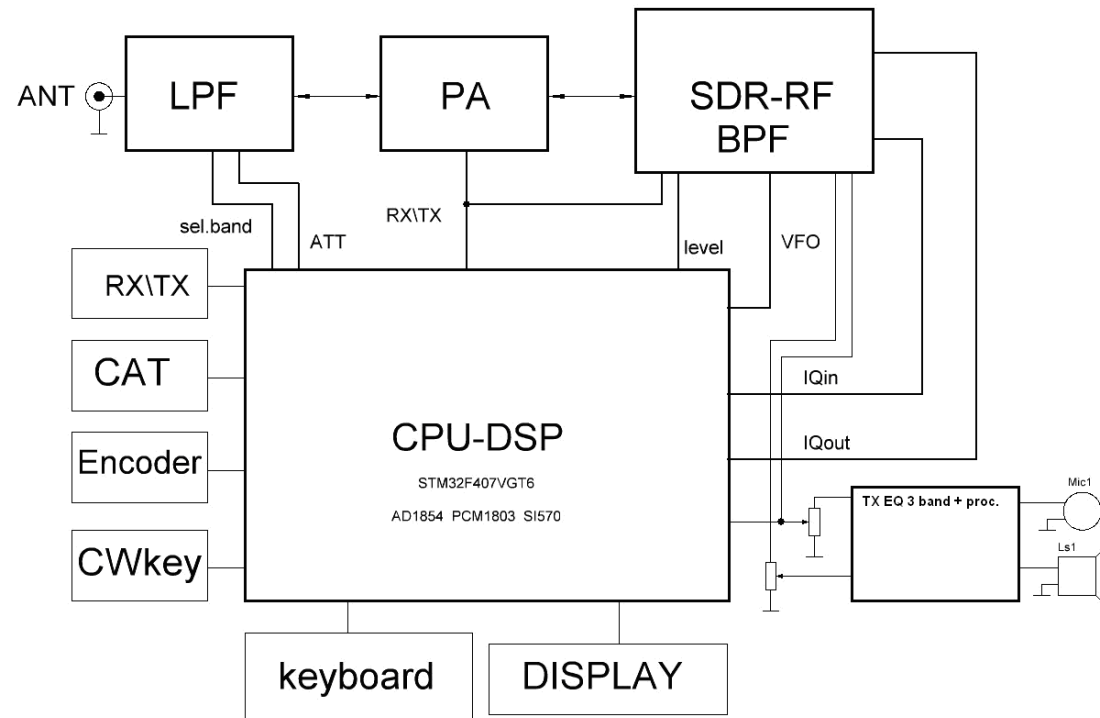 ANT
LPF
PA
SDR-RF
BPF
sel.band
ATT
RX\TX
level
VFO
RX\TX
CAT
Encoder
CWkey
CPU-DSP
STM32F407VGT6
AD1854 PCM1803 SI570
IQin
IQout
TX EQ 3 band + proc.
Mic1
Ls1
keyboard
DISPLAY